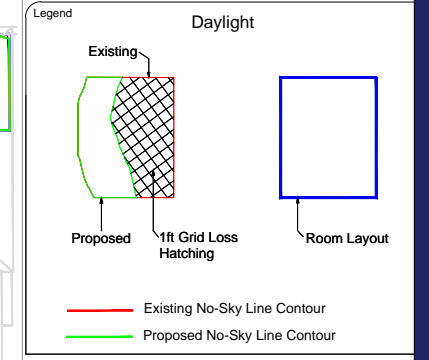 Legend
Daylight
Existing
Proposed
1ft Grid Loss
Hatching
Room Layout
Existing No-Sky Line Contour
Proposed No-Sky Line Contour